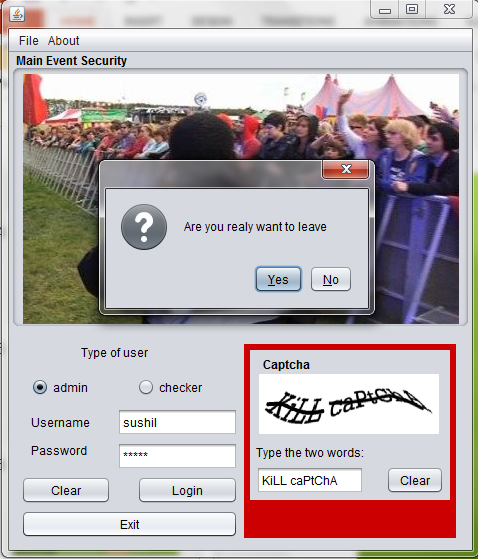 File About
Main Event Security
?
Are you realy want to leave
Yes No
Type of user
admin checker
Username sushil
Password *****
Clear Login
Exit
Captcha
KiLL caPtChA
Type the two words:
KiLL caPtChA Clear